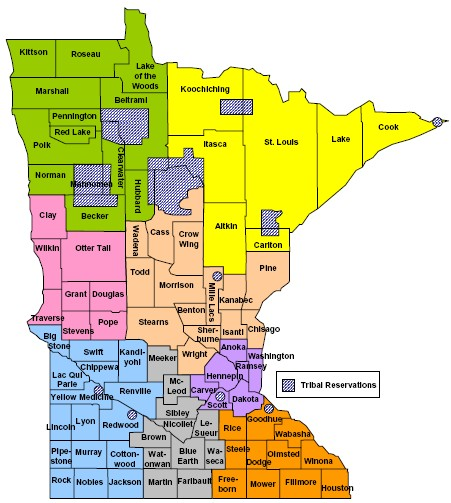 Kittson
Roseau
Lake
of the
Woods
Marshall
Koochiching
Beltrami
Pennington
Red Lake
Polk
Clearwater
Itasca
St. Louis
Lake
Cook
Norman
Mahnomen
Hubbard
Clay
Becker
Wadena
Cass
Crow
Wing
Aitkin
Carlton
Wilkin
Otter Tail
Todd
Morrison
Mille Lacs
Kanabec
Pine
Grant
Douglas
Traverse
Stevens
Pope
Stearns
Benton
Sher-
burne
Isanti
Chisago
Big
Stone
Swift
Kandi-
yohl
Meeker
Wright
Anoka
Washington
Ramsey
Hennepin
Chippewa
Lac Qui
Parle
Renville
Mc-
Leod
Carver
Scott
Dakota
Tribal Reservations
Yellow Medicine
Sibley
Nicollet
Le-
Sueur
Rice
Goodhue
Wabasha
Lincoln
Lyon
Redwood
Brown
Pipe-
stone
Murray
Cotton-
wood
Wat-
onwan
Blue
Earth
Wa-
seca
Steele
Dodge
Olmsted
Winona
Rock
Nobles
Jackson
Martin
Faribault
Free-
born
Mower
Fillmore
Houston